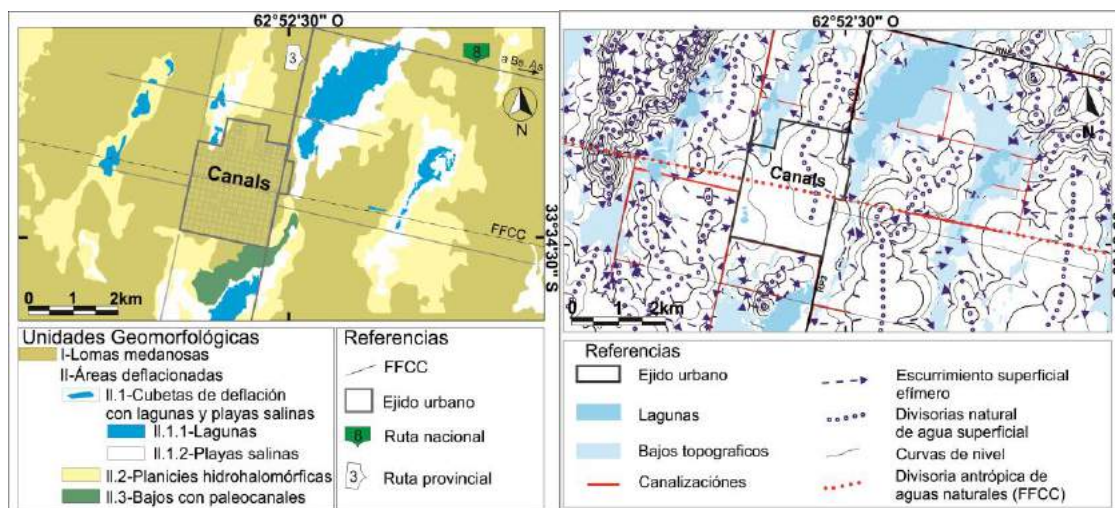 62°52'30'' O
3
8
a Bs. As
N
Canals
FFCC
33°34'30'' S
0 1 2km
Unidades Geomorfológicas
I-Lomas medanosas
II-Áreas deflacionadas
II.1-Cubetas de deflación
con lagunas y playas salinas
II.1.1-Lagunas
II.1.2-Playas salinas
II.2-Planicies hidrohalomórficas
II.3-Bajos con paleocanales
Referencias
FFCC
Ejido urbano
8
Ruta nacional
3
Ruta provincial
62°52'30'' O
N
Canals
0 1 2km
Referencias
Ejido urbano
Lagunas
Bajos topograficos
Canalizaciónes
Escurrimiento superficial
efímero
Divisorias natural
de agua superficial
Curvas de nivel
Divisoria antrópica de
aguas naturales (FFCC)